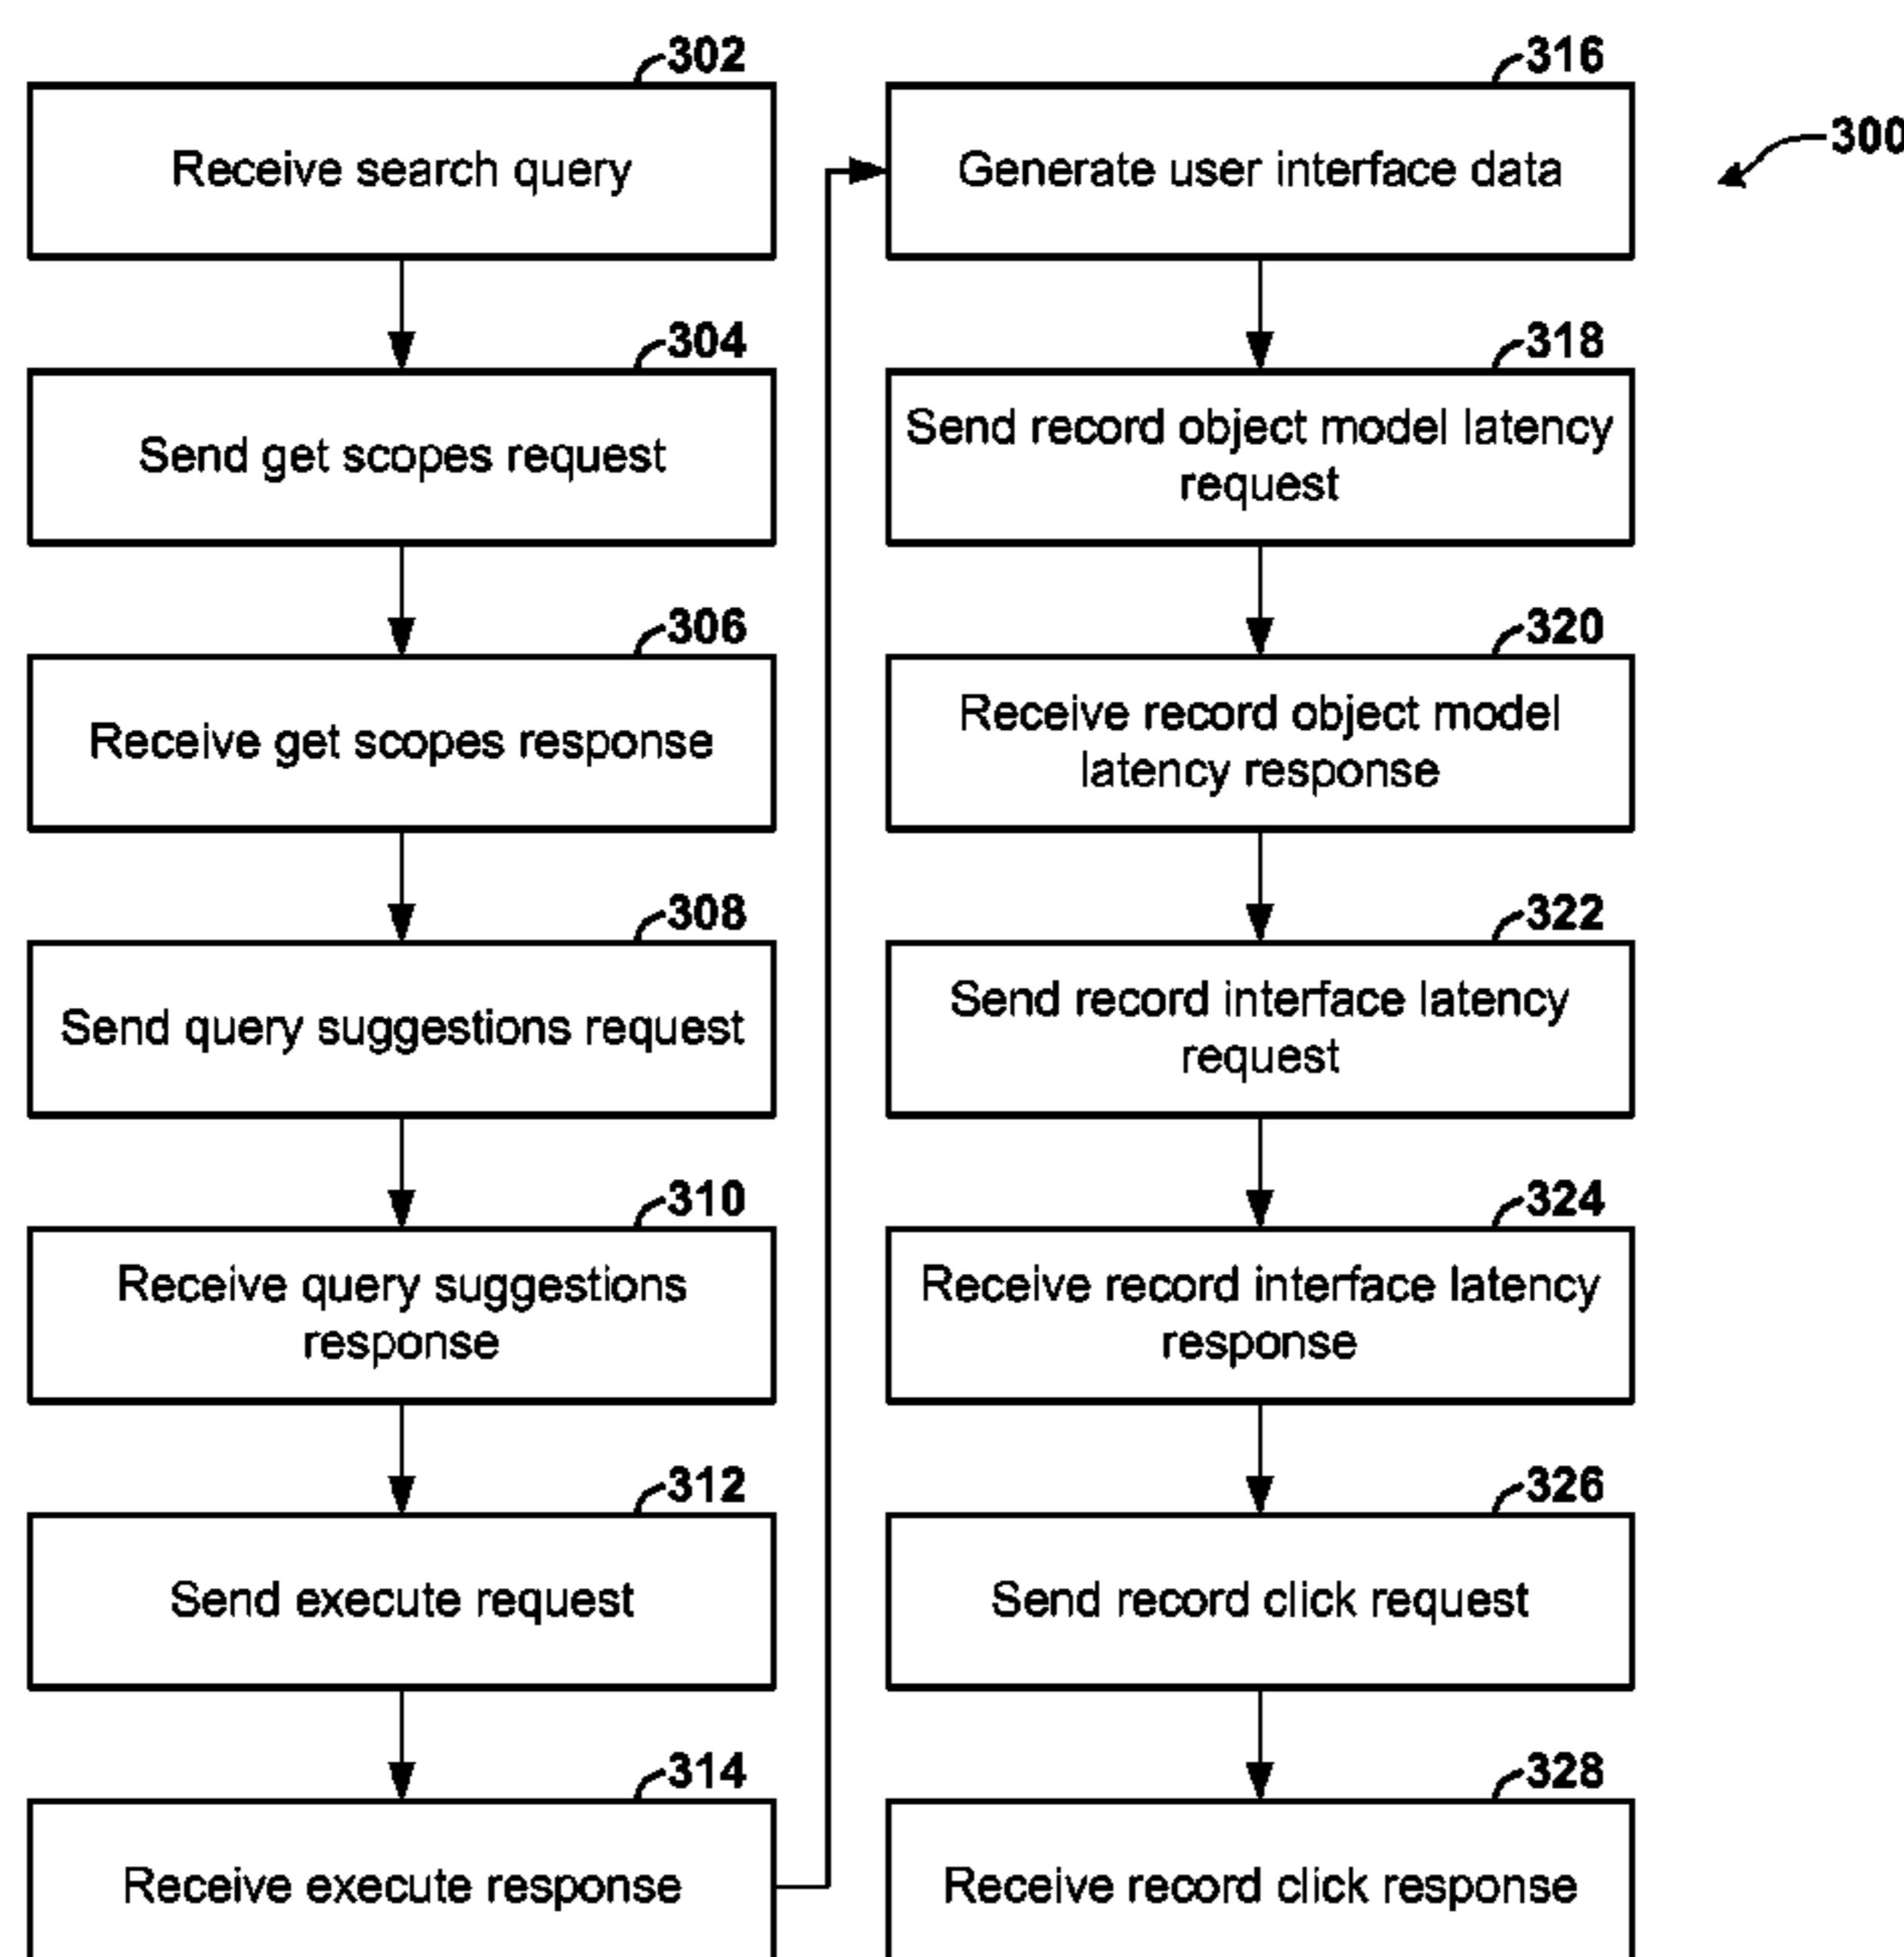 302
Receive search query
304
Send get scopes request
306
Receive get scopes response
308
Send query suggestions request
310
Receive query suggestions
response
312
Send execute request
314
Receive execute response
316
Generate user interface data
300
318
Send record object model latency
request
320
Receive record object model
latency response
322
Send record interface latency
request
324
Receive record interface latency
response
326
Send record click request
328
Receive record click response